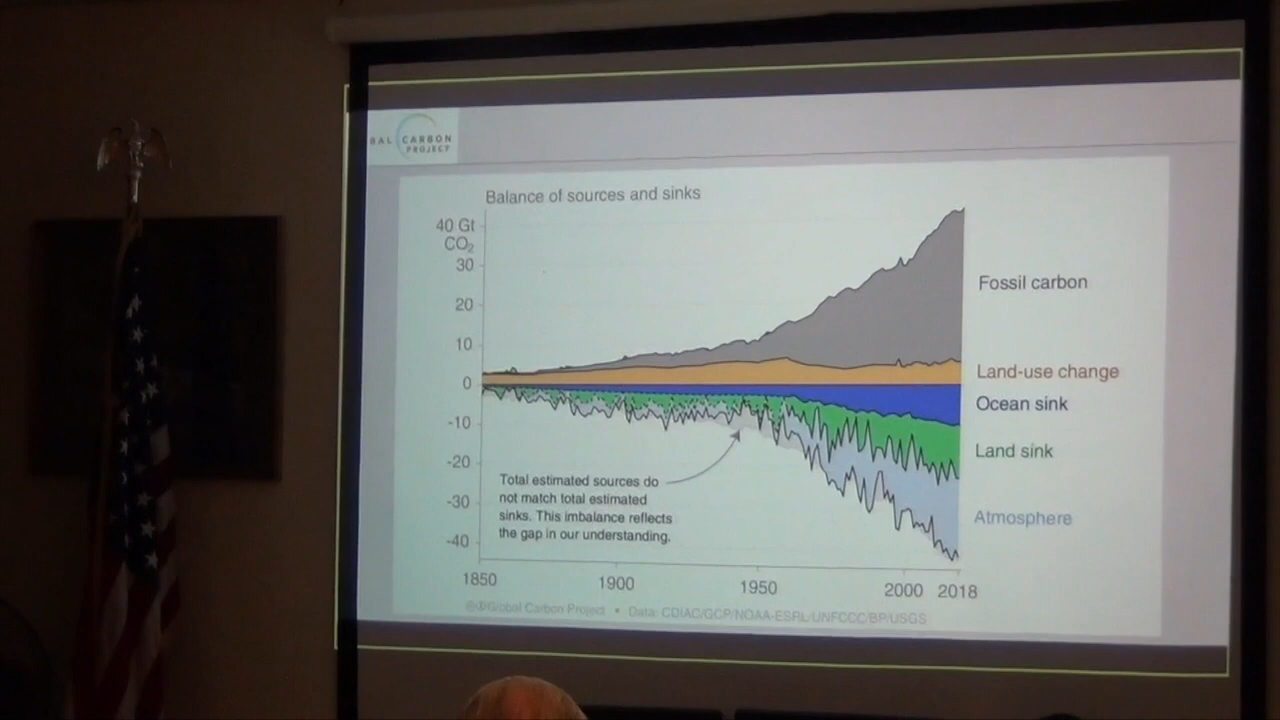 BAL CARBON
PROJECT
Balance of sources and sinks
40 Gt
CO₂
30
20
10
0
-10
-20
-30
-40
Fossil carbon
Land-use change
Ocean sink
Land sink
Atmosphere
Total estimated sources do
not match total estimated
sinks. This imbalance reflects
the gap in our understanding.
1850 1900 1950 2000 2018
Global Carbon Project • Data: CDIAC/GCP/NOAA-ESRL/UNFCCC/BP/USGS